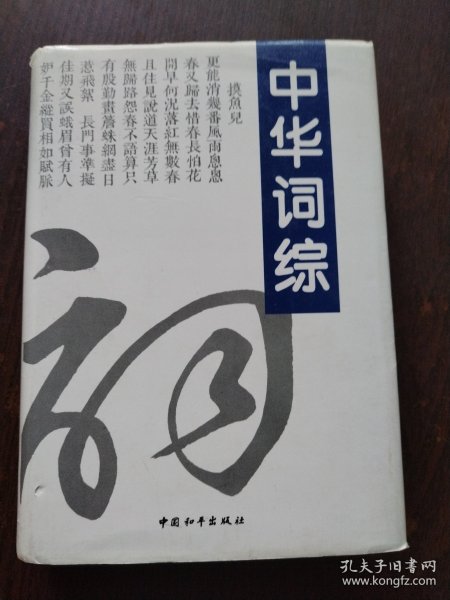 中华词综
摸魚兒
更能消幾番風雨怱怱
春又歸去惜春長怕花
開早何況落紅無數春
且住見說道天涯芳草
無歸路怨春不語算只
有殷勤畫簷蛛網盡日
惹飛絮 長門事準擬
佳期又誤蛾眉曾有人
妒千金縱買相如賦脈
詞
中国和平出版社
孔夫子旧书网
www.kongfz.com